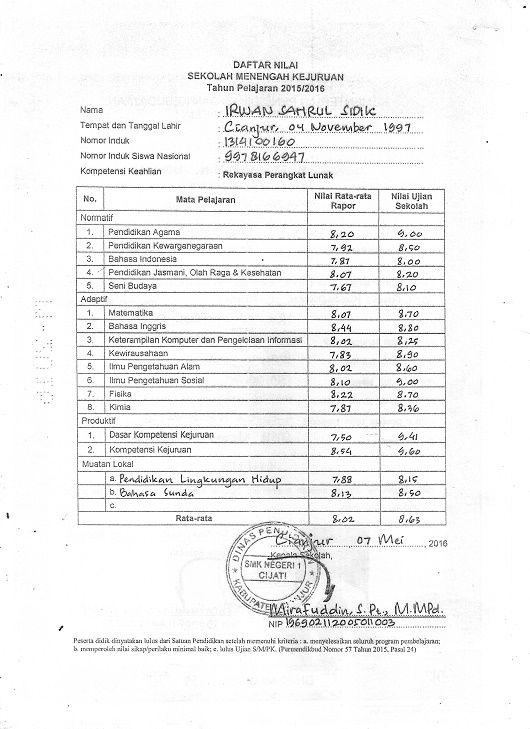 DAFTAR NILAI
SEKOLAH MENENGAH KEJURUAN
Tahun Pelajaran 2015/2016
Nama : IRWAN SAHRUL SIDIK
Tempat dan Tanggal Lahir : Cianjur, 04 November 1997
Nomor Induk : 1314100160
Nomor Induk Siswa Nasional : 9978166947
Kompetensi Keahlian : Rekayasa Perangkat Lunak
No. Mata Pelajaran Nilai Rata-rata Rapor Nilai Ujian Sekolah
Normatif
1. Pendidikan Agama 8,20 9,00
2. Pendidikan Kewarganegaraan 7,92 8,50
3. Bahasa Indonesia 7,87 8,00
4. Pendidikan Jasmani, Olah Raga & Kesehatan 8,07 8,20
5. Seni Budaya 7,67 8,10
Adaptif
1. Matematika 8,07 8,70
2. Bahasa Inggris 8,44 8,80
3. Keterampilan Komputer dan Pengelolaan Informasi 8,02 8,25
4. Kewirausahaan 7,83 8,90
5. Ilmu Pengetahuan Alam 8,02 8,60
6. Ilmu Pengetahuan Sosial 8,10 9,00
7. Fisika 8,22 8,70
8. Kimia 7,87 8,36
Produktif
1. Dasar Kompetensi Kejuruan 7,50 9,41
2. Kompetensi Kejuruan 8,54 9,60
Muatan Lokal
a. Pendidikan Lingkungan Hidup 7,88 8,15
b. Bahasa Sunda 8,13 8,50
c.
Rata-rata 8,02 8,63
Cianjur 07 Mei , 2016
Kepala Sekolah,
DINAS
SMK NEGERI 1
CIJATI
KABUPATEN
Mirafuddin, S.Pt., M.MPd.
NIP 196902112005011003
Peserta didik dinyatakan lulus dari Satuan Pendidikan setelah memenuhi kriteria : a. menyelesaikan seluruh program pembelajaran;
b. memperoleh nilai sikap/perilaku minimal baik; c. lulus Ujian S/M/PK. (Permendikbud Nomor 57 Tahun 2015, Pasal 24)